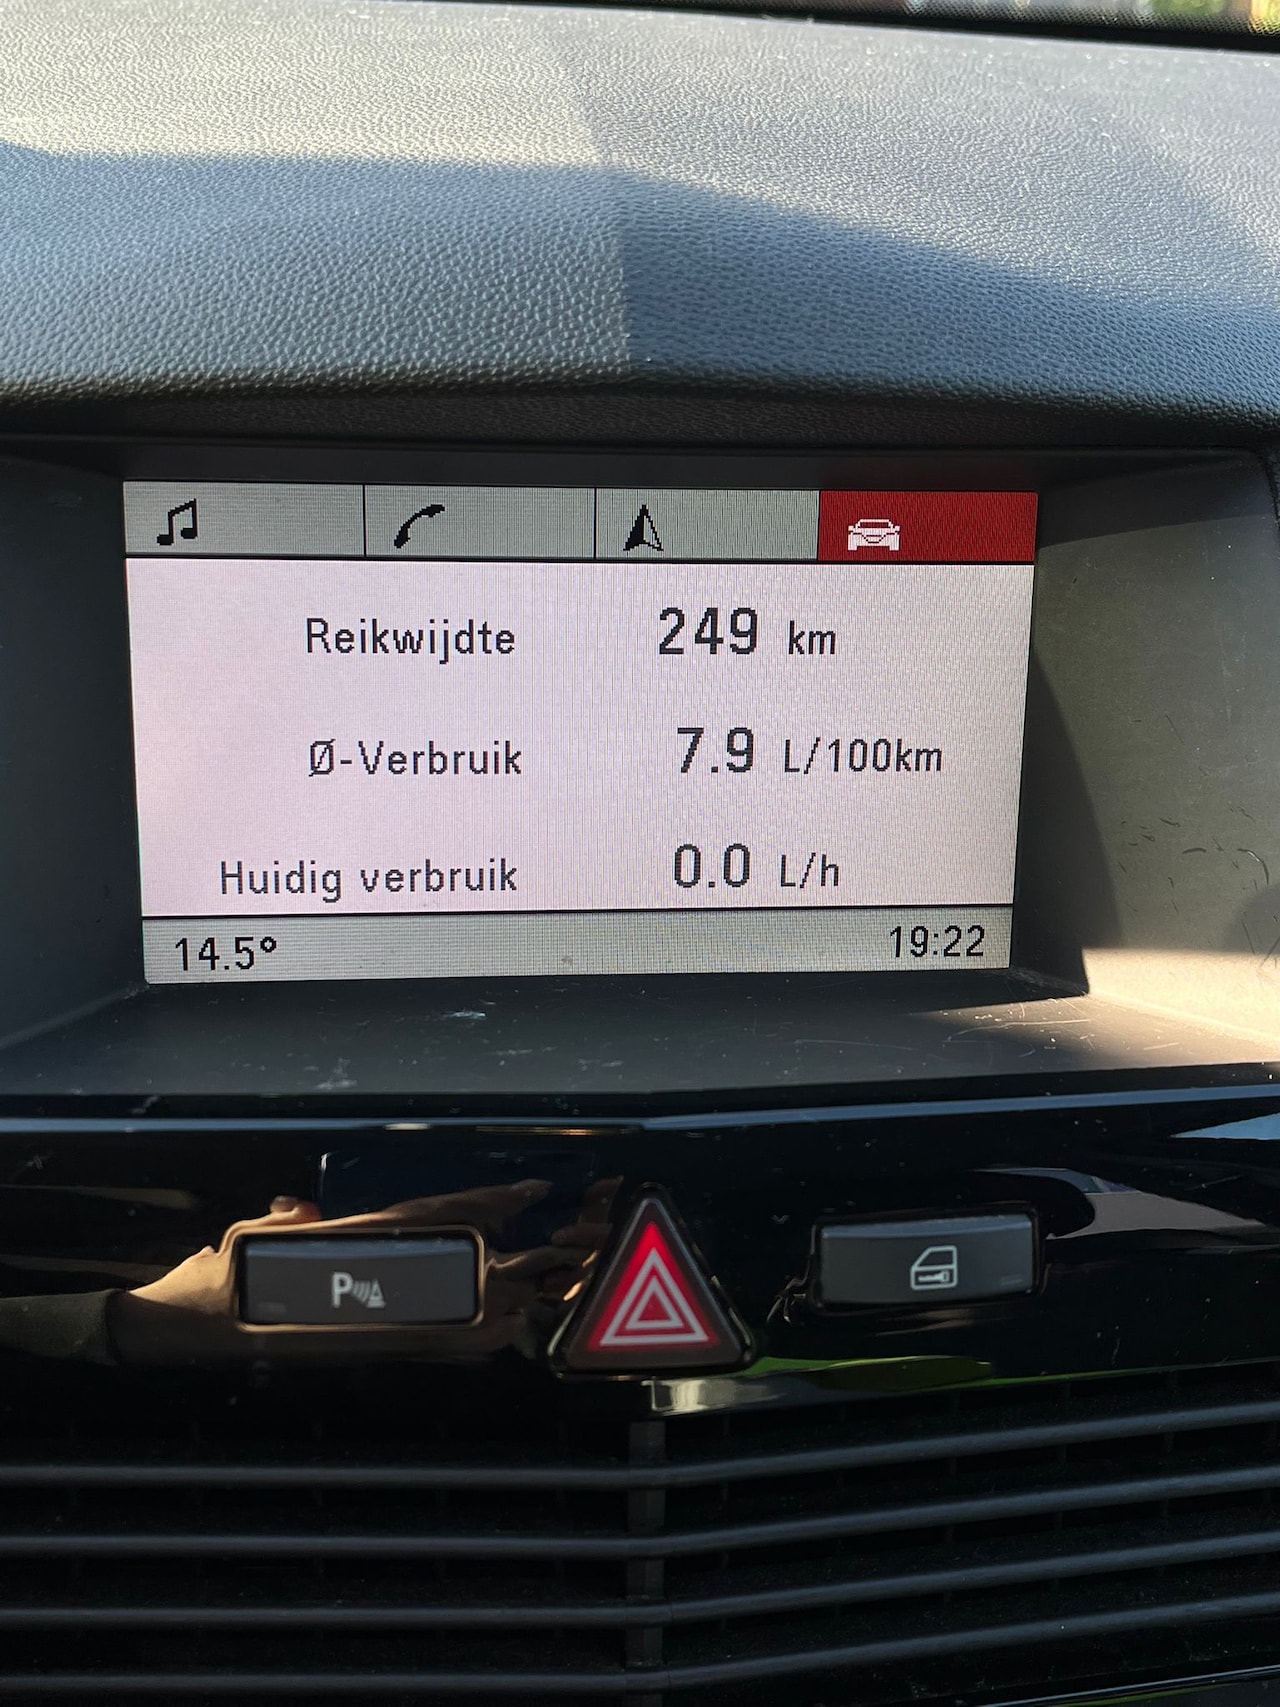 Reikwijdte 249 km
Ø-Verbruik 7.9 L/100km
Huidig verbruik 0.0 L/h
14.5° 19:22
P